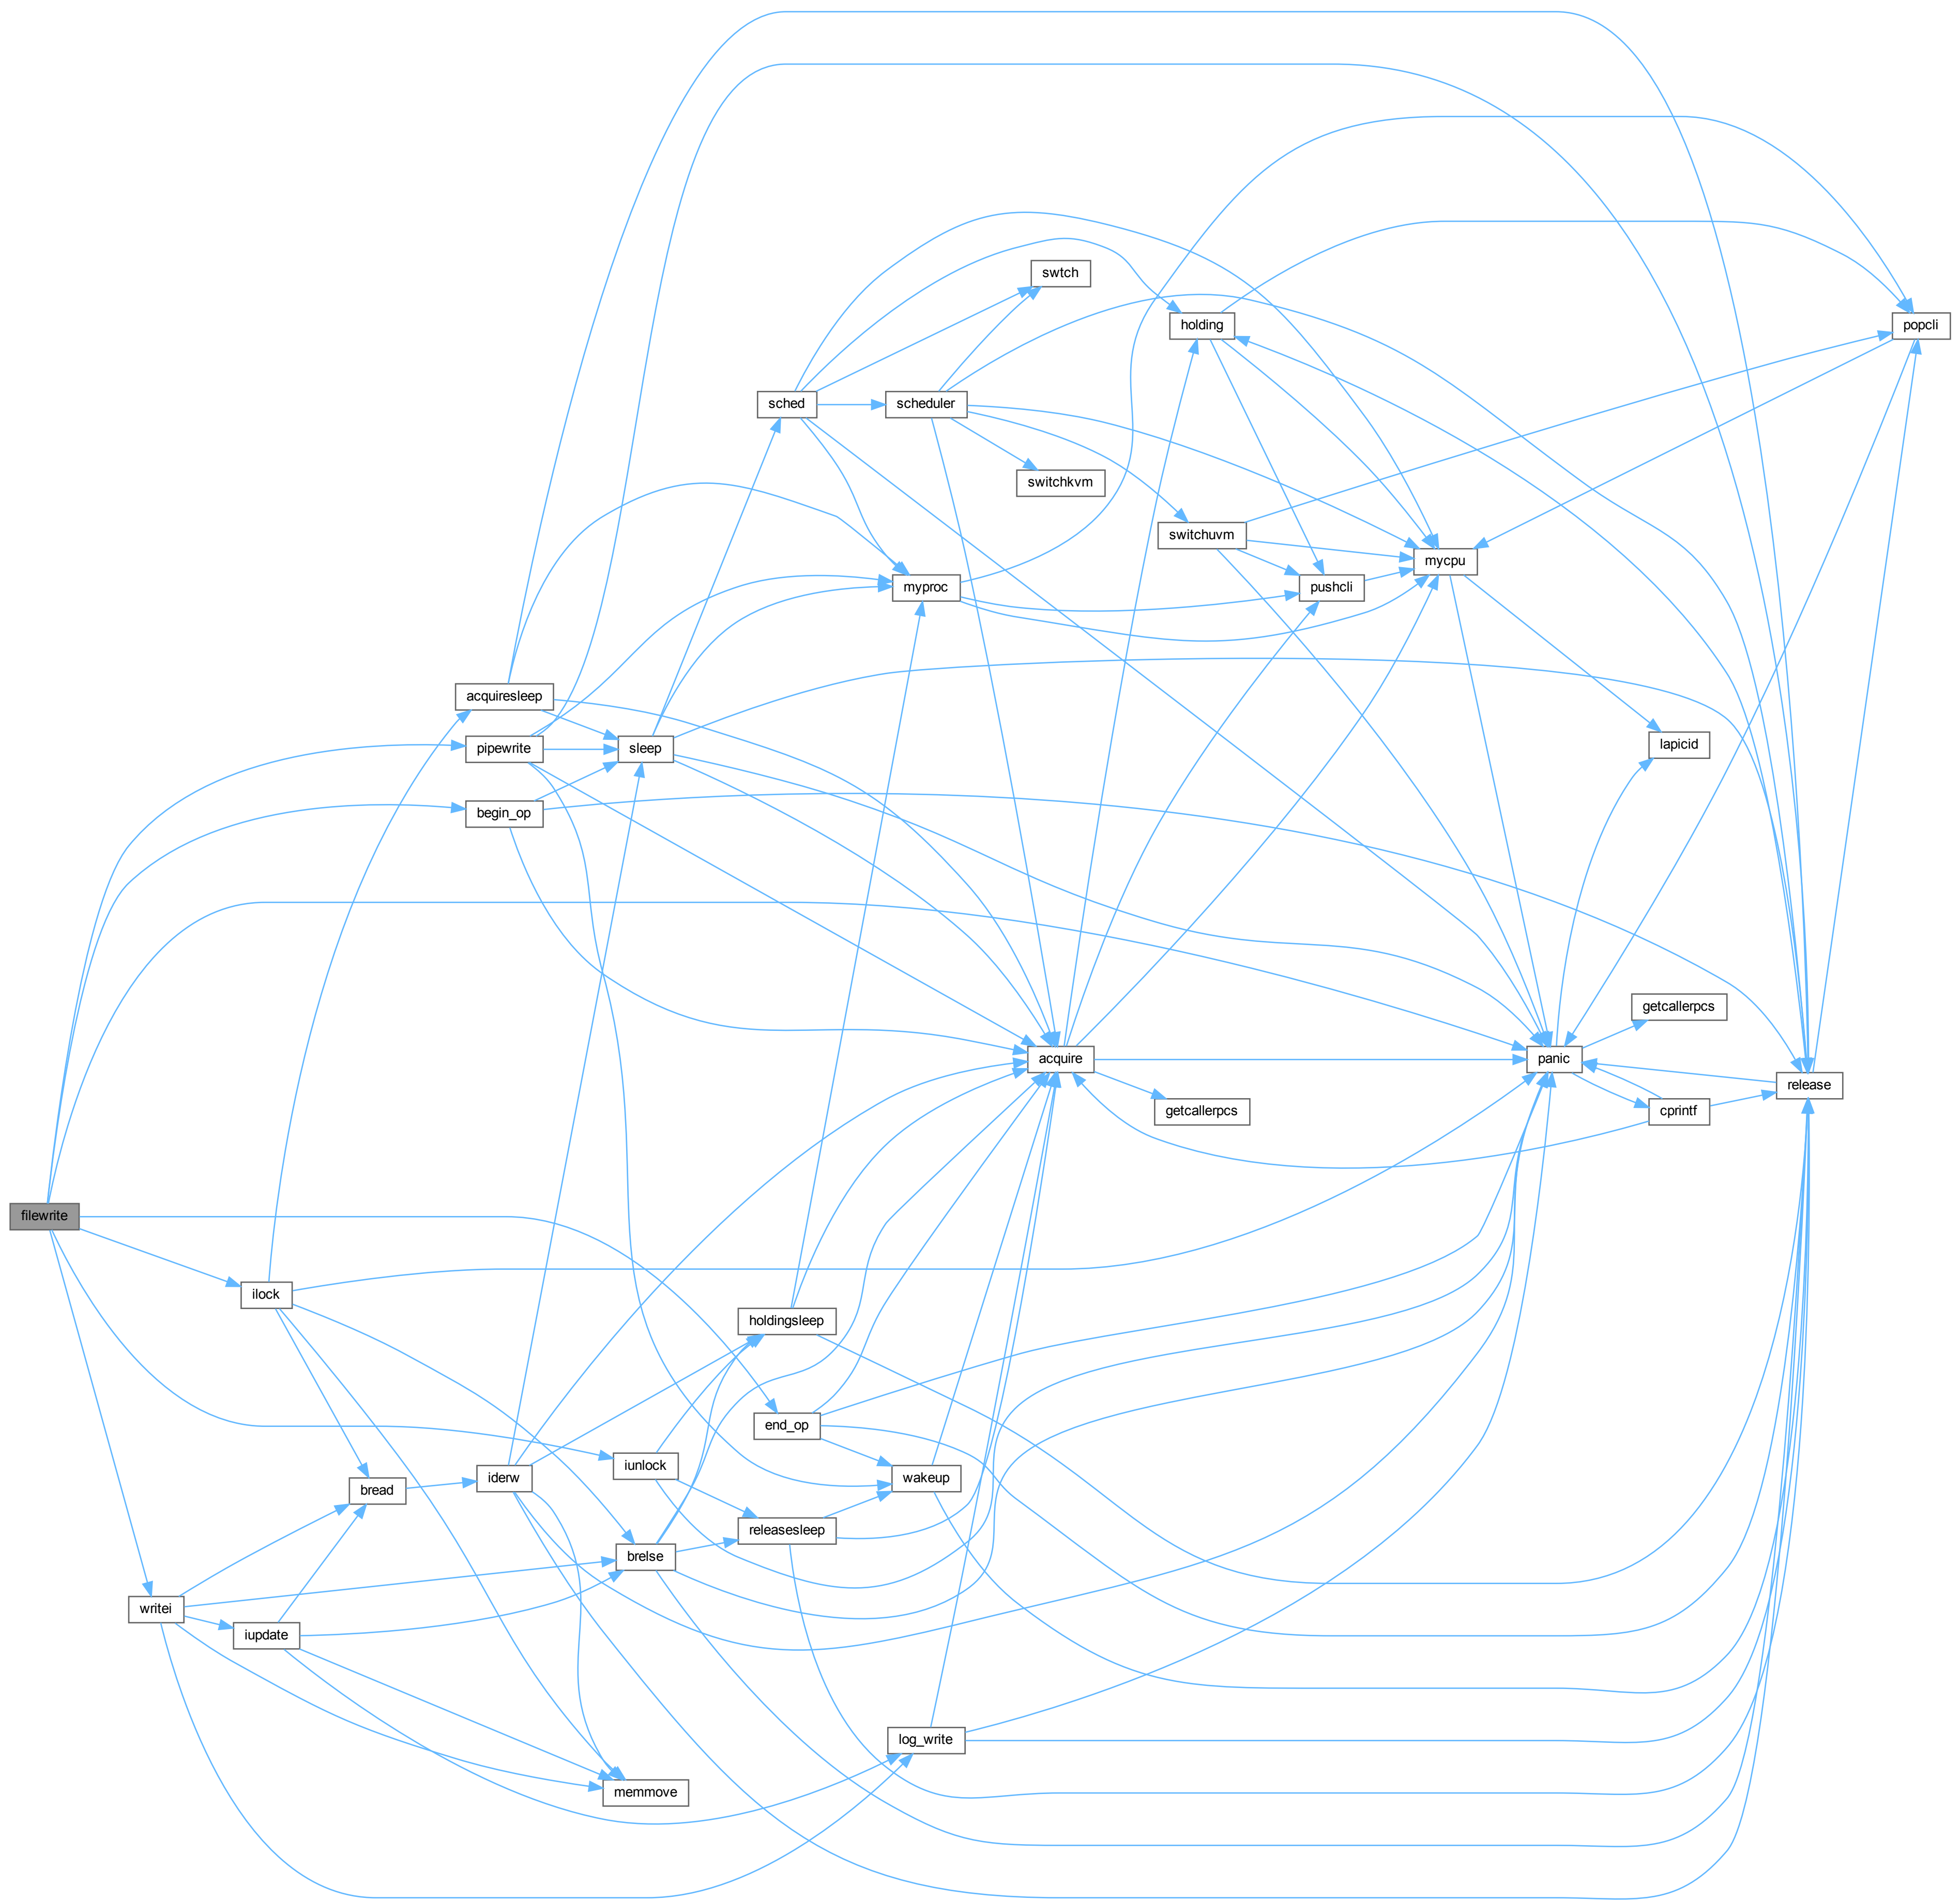 swtch
holding
popcli
sched
scheduler
switchkvm
switchuvm
mycpu
myproc
pushcli
acquiresleep
pipewrite
sleep
lapicid
begin_op
getcallerpcs
acquire
panic
release
getcallerpcs
cprintf
filewrite
ilock
holdingsleep
end_op
iunlock
iderw
wakeup
bread
releasesleep
brelse
writei
iupdate
log_write
memmove